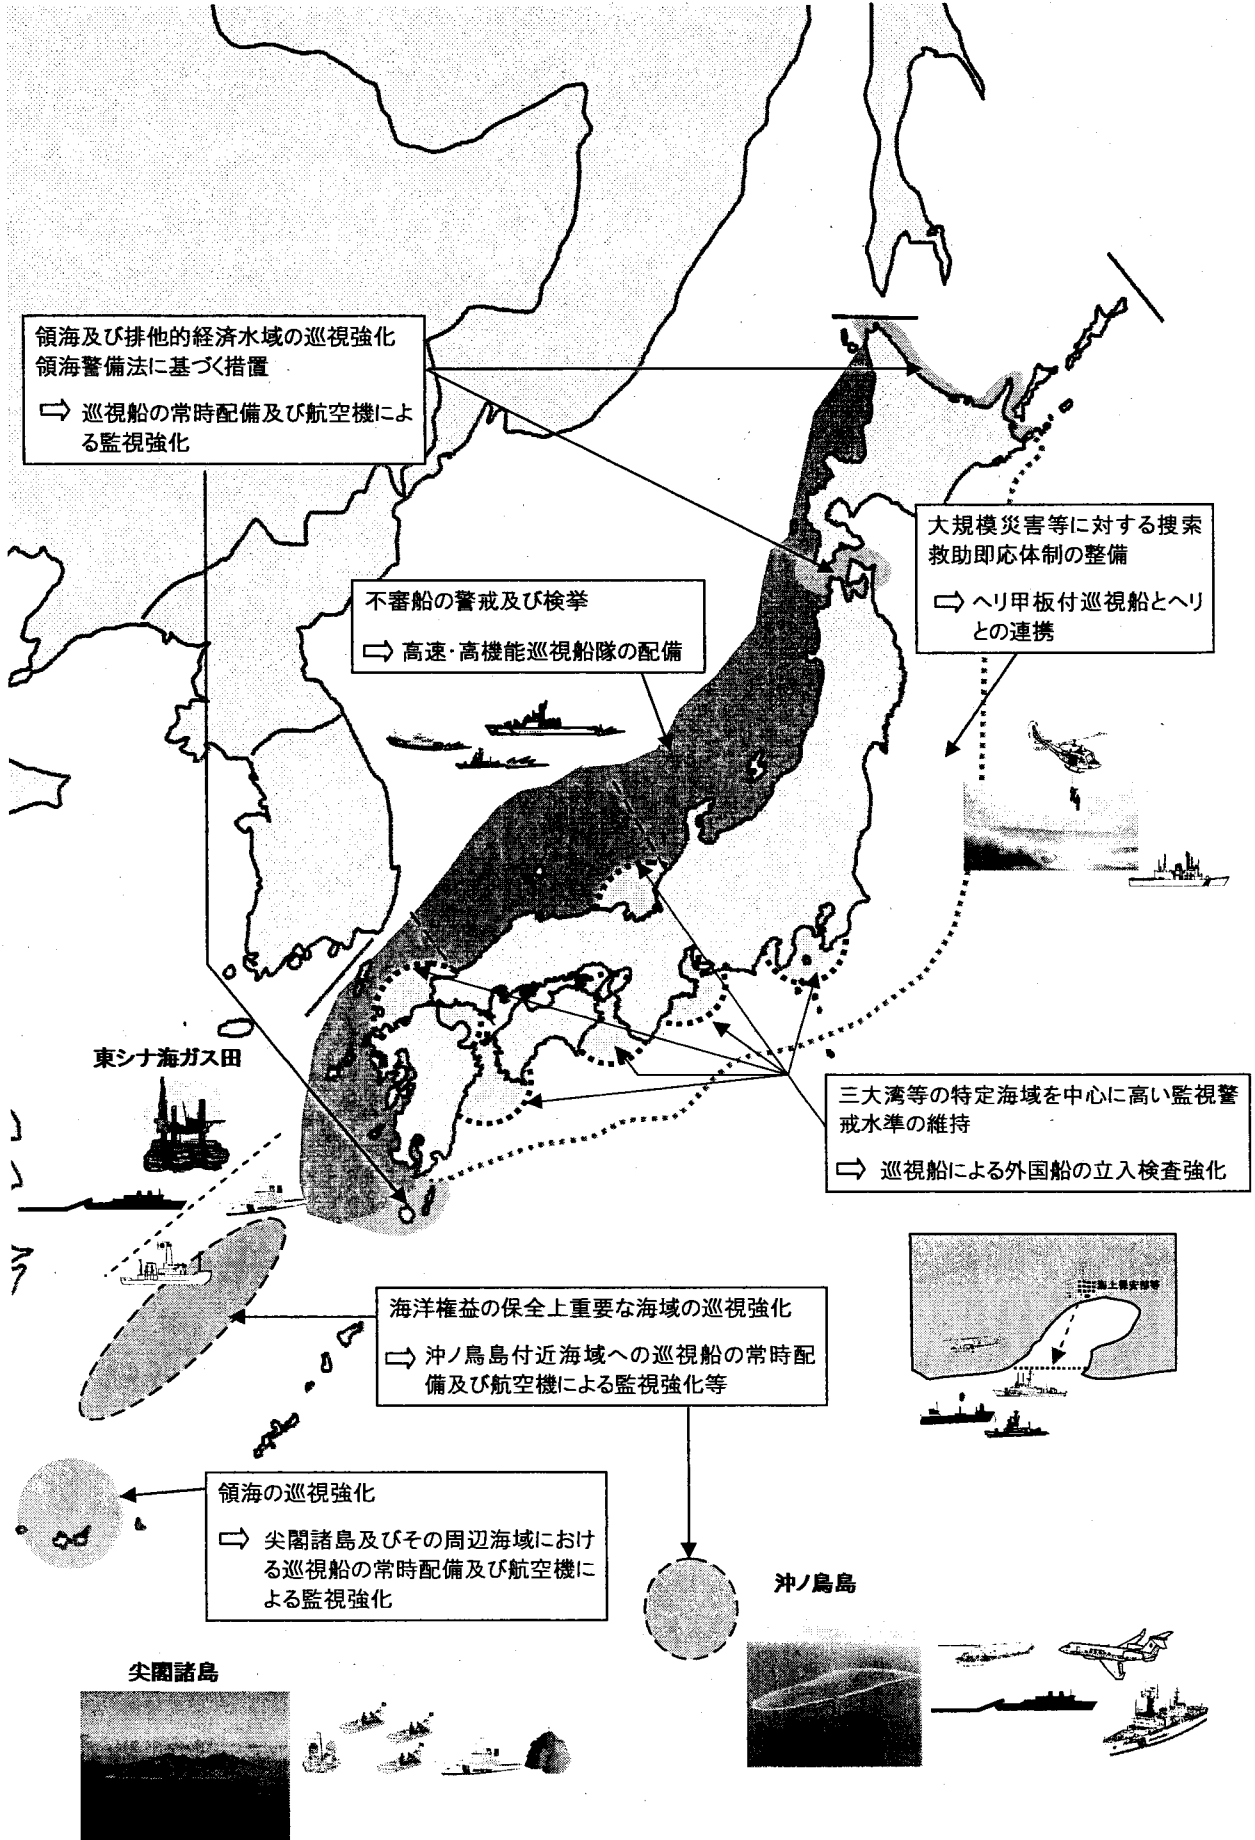 領海及び排他的経済水域の巡視強化
領海警備法に基づく措置
⇨ 巡視船の常時配備及び航空機によ
る監視強化
大規模災害等に対する捜索
救助即応体制の整備
⇨ ヘリ甲板付巡視船とヘリ
との連携
不審船の警戒及び検挙
⇨ 高速・高機能巡視船隊の配備
東シナ海ガス田
三大湾等の特定海域を中心に高い監視警
戒水準の維持
⇨ 巡視船による外国船の立入検査強化
海上保安部等
海洋権益の保全上重要な海域の巡視強化
⇨ 沖ノ鳥島付近海域への巡視船の常時配
備及び航空機による監視強化等
領海の巡視強化
⇨ 尖閣諸島及びその周辺海域におけ
る巡視船の常時配備及び航空機に
よる監視強化
沖ノ鳥島
尖閣諸島